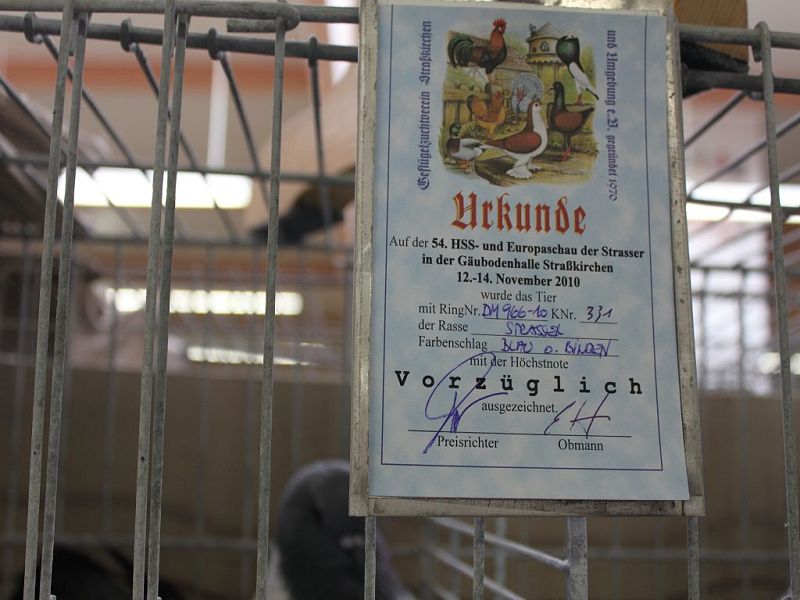 Geflügelzuchtverein Straßkirchen
und Umgebung e.V. gegründet 1970
Urkunde
Auf der 54. HSS- und Europaschau der Strasser
in der Gäubodenhalle Straßkirchen
12.-14. November 2010
wurde das Tier
mit RingNr. DM 966-10 KNr. 331
der Rasse STRASSER
Farbenschlag BLAU O. BINDEN
mit der Höchstnote
Vorzüglich
ausgezeichnet.
Preisrichter Obmann